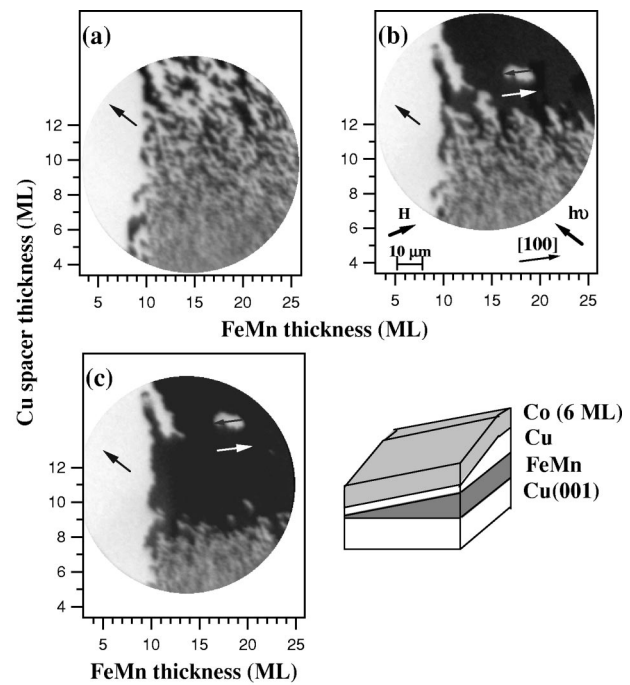 (a)
(b)
12
10
8
6
4
5 10 15 20 25
12
10
8
6
4
H
hυ
10 μm
[100]
5 10 15 20 25
FeMn thickness (ML)
Cu spacer thickness (ML)
(c)
12
10
8
6
4
5 10 15 20 25
FeMn thickness (ML)
Co (6 ML)
Cu
FeMn
Cu(001)